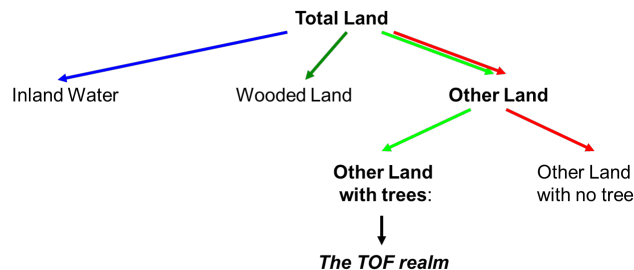 Total Land
Inland Water
Wooded Land
Other Land
Other Land
with trees:
Other Land
with no tree
The TOF realm